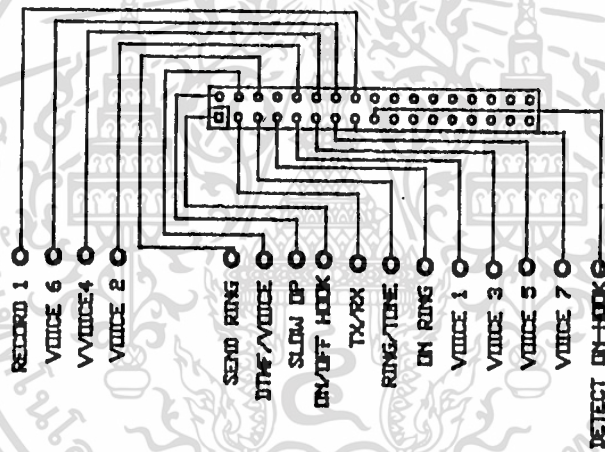 RECORD 1
VOICE 6
VVOICE4
VOICE 2
SEND RING
DTMF/VOICE
SLOW OP
ON/OFF HOOK
TX/RX
RING/TONE
ON RING
VOICE 1
VOICE 3
VOICE 5
VOICE 7
DETECT ON-HOOK